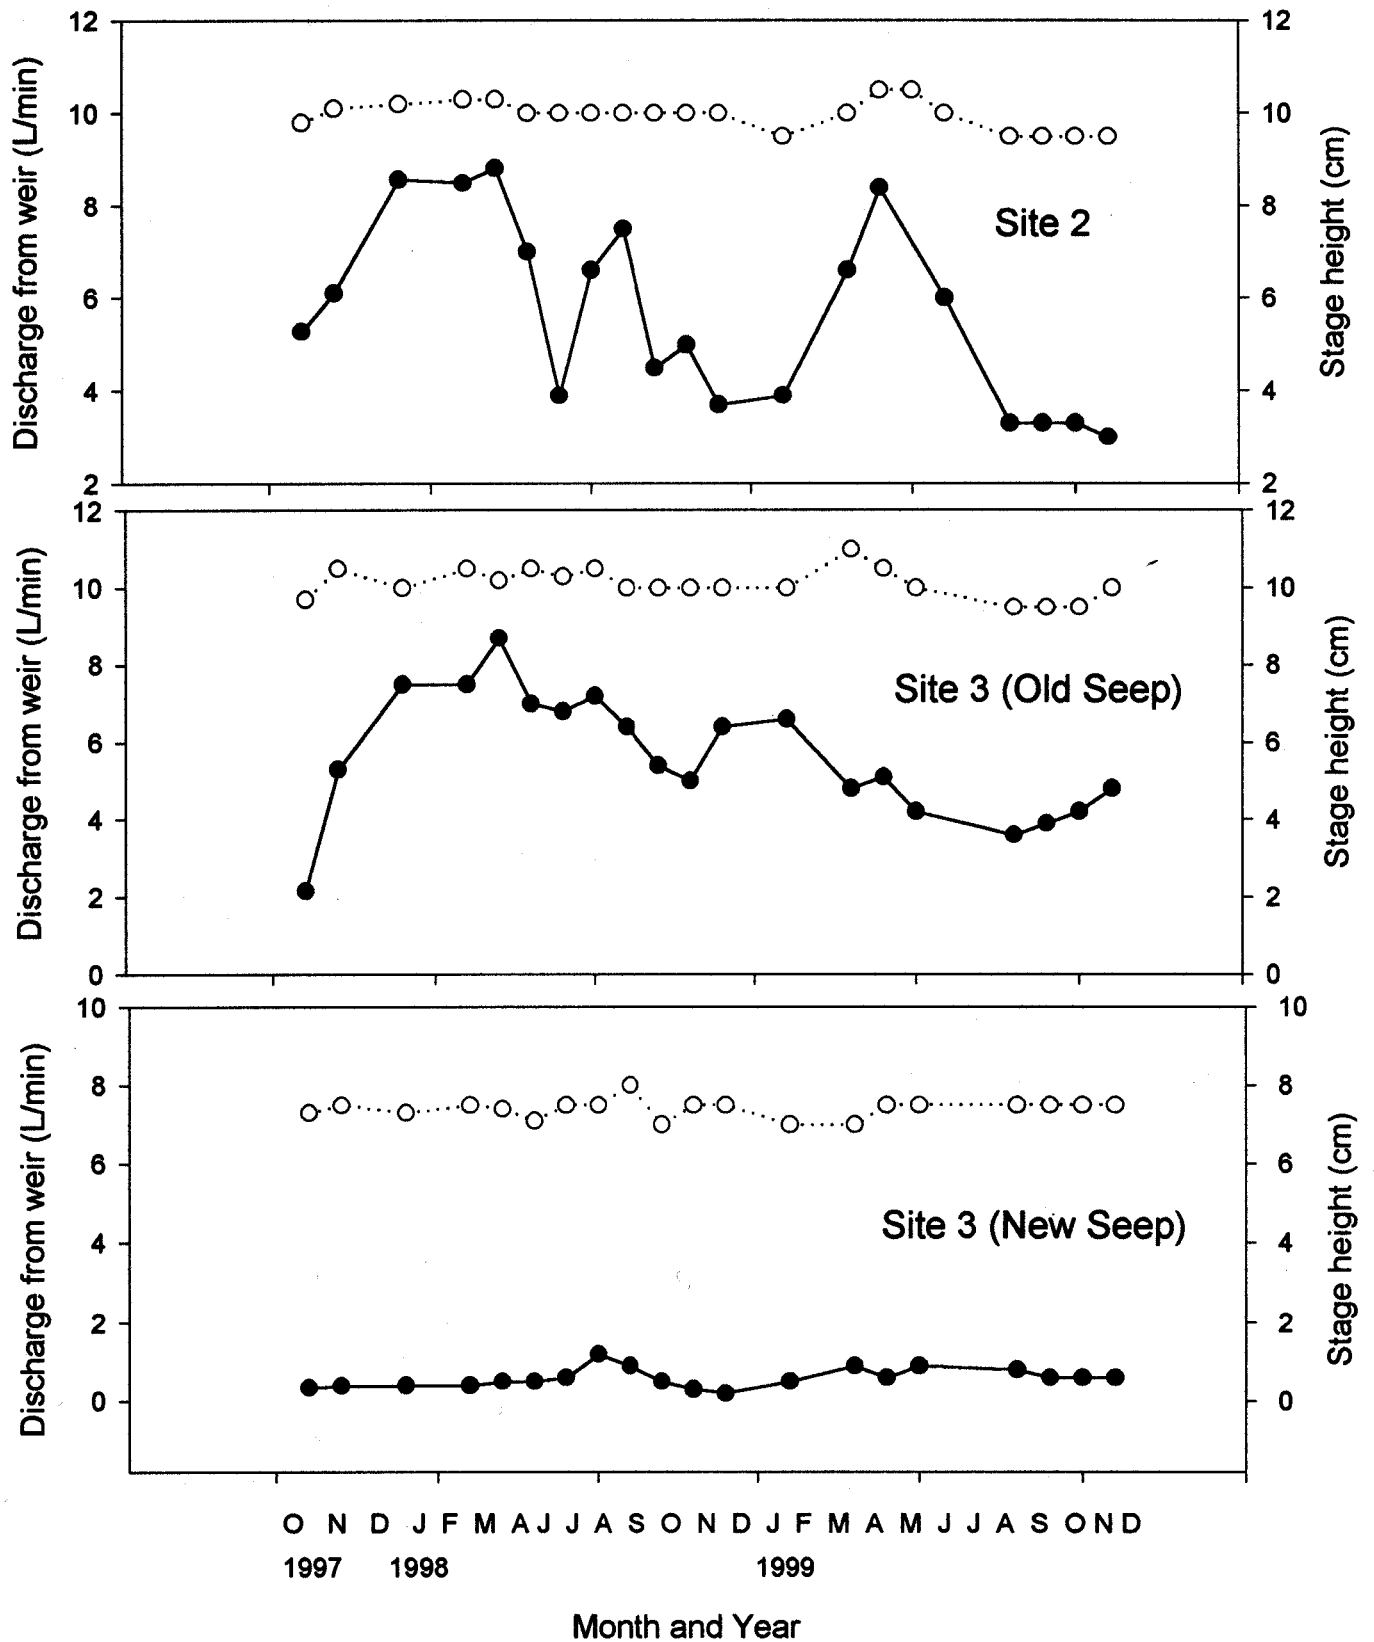 12 12
10 10
8 8
6 6
4 4
2 2
Discharge from weir (L/min)
Stage height (cm)
Site 2
12 12
10 10
8 8
6 6
4 4
2 2
0 0
Discharge from weir (L/min)
Stage height (cm)
Site 3 (Old Seep)
10 10
8 8
6 6
4 4
2 2
0 0
Discharge from weir (L/min)
Stage height (cm)
Site 3 (New Seep)
O N D J F M A J J A S O N D J F M A M J J A S O N D
1997 1998 1999
Month and Year